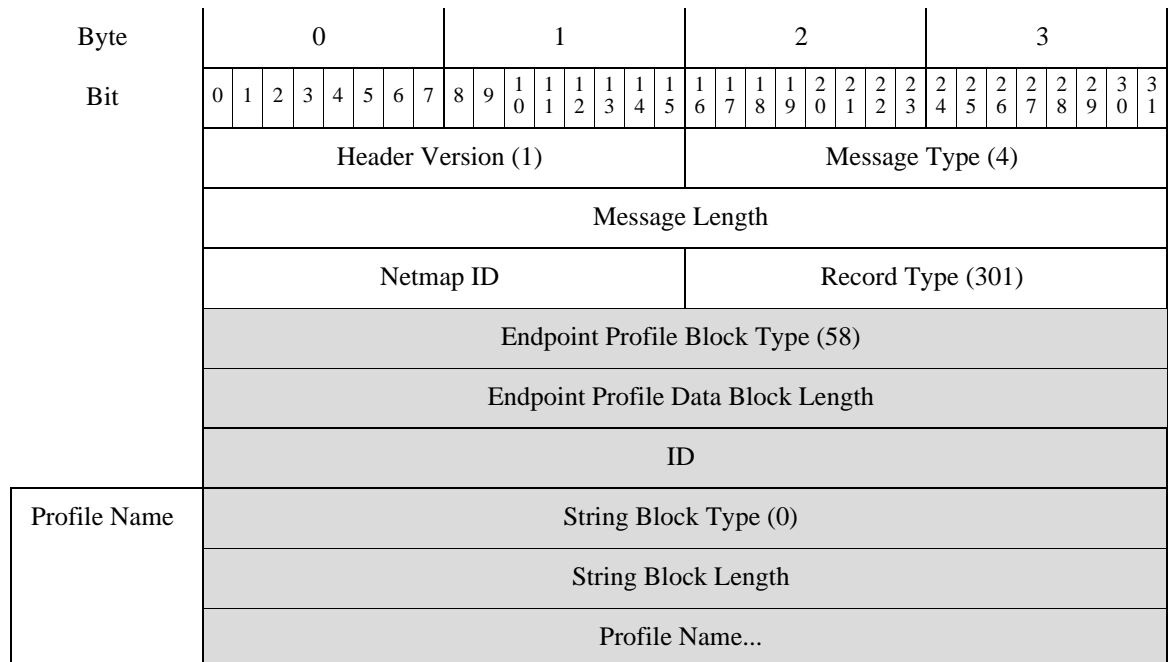 Byte 0 1 2 3
Bit 0 1 2 3 4 5 6 7 8 9 10 11 12 13 14 15 16 17 18 19 20 21 22 23 24 25 26 27 28 29 30 31
Header Version (1) Message Type (4)
Message Length
Netmap ID Record Type (301)
Endpoint Profile Block Type (58)
Endpoint Profile Data Block Length
ID
Profile Name String Block Type (0)
String Block Length
Profile Name...